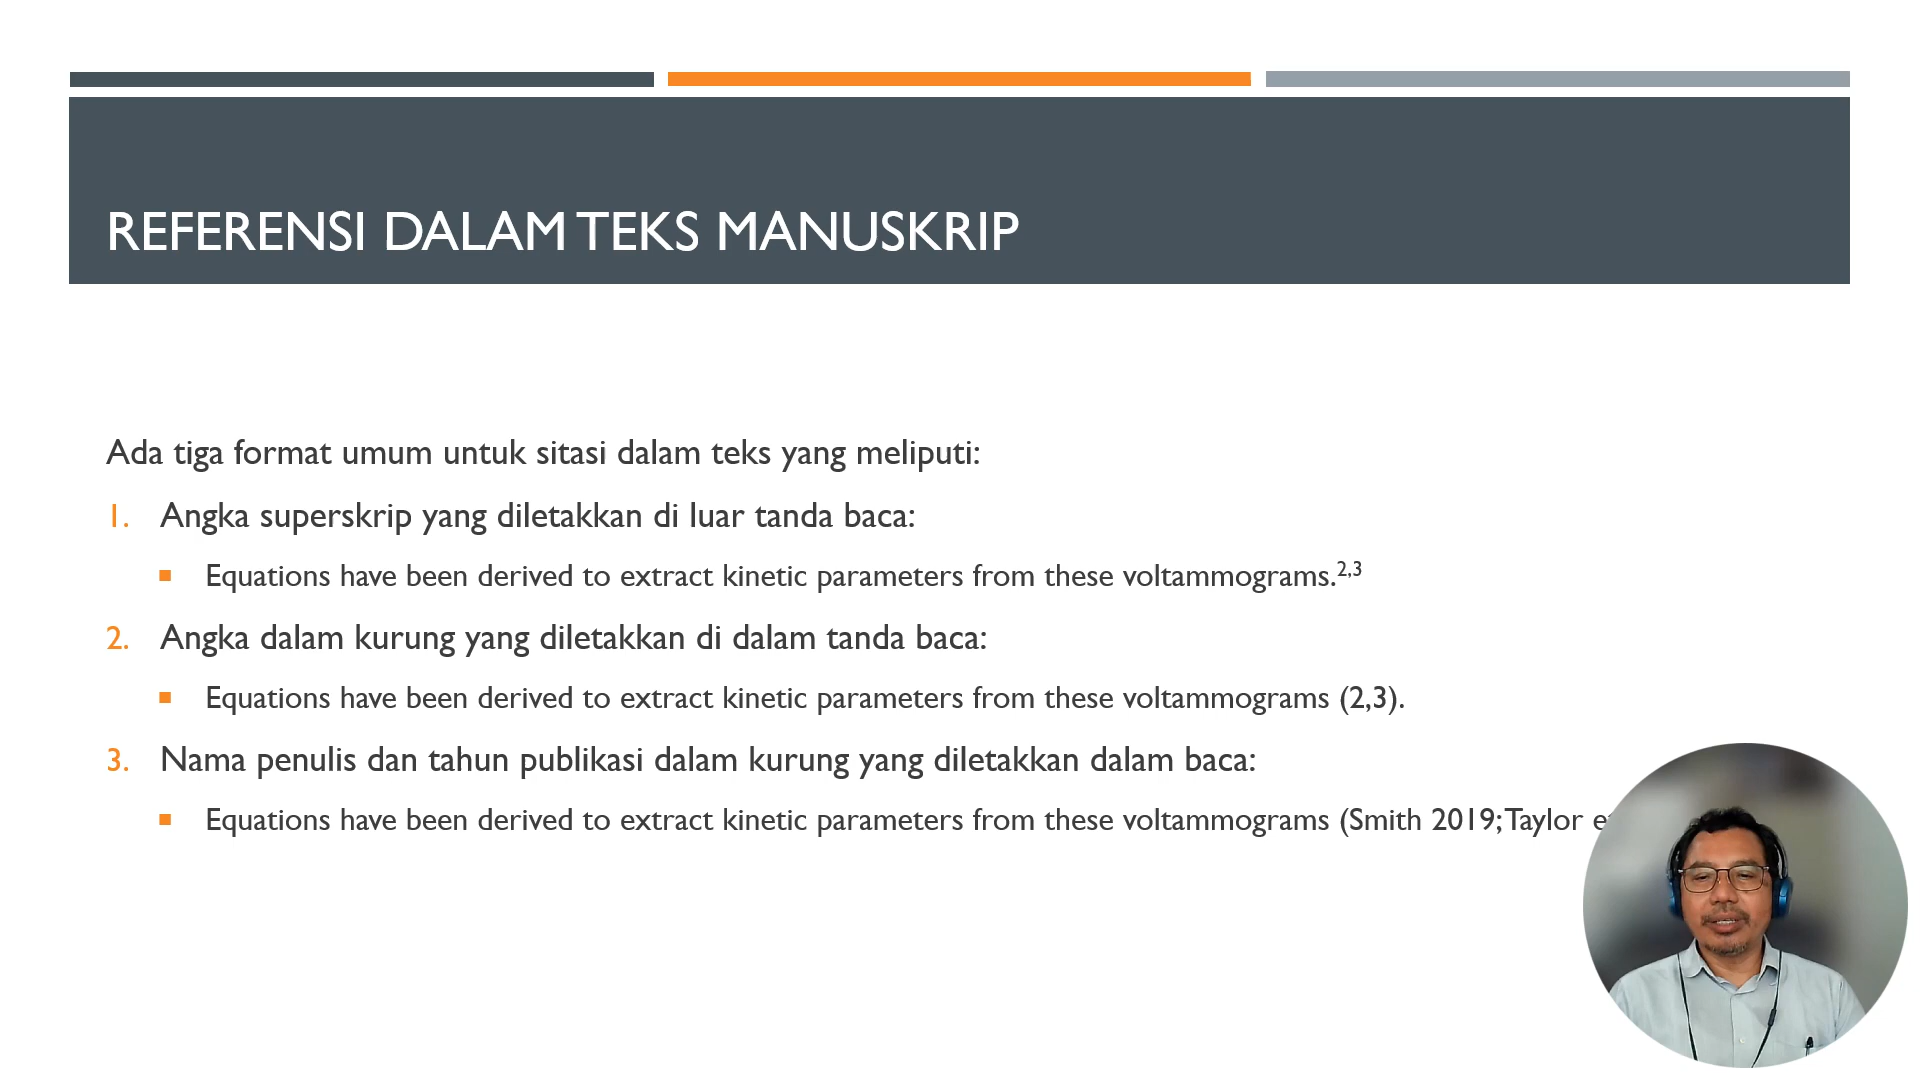 REFERENSI DALAM TEKS MANUSKRIP
Ada tiga format umum untuk sitasi dalam teks yang meliputi:
1. Angka superskrip yang diletakkan di luar tanda baca:
▪ Equations have been derived to extract kinetic parameters from these voltammograms.2,3
2. Angka dalam kurung yang diletakkan di dalam tanda baca:
▪ Equations have been derived to extract kinetic parameters from these voltammograms (2,3).
3. Nama penulis dan tahun publikasi dalam kurung yang diletakkan dalam baca:
▪ Equations have been derived to extract kinetic parameters from these voltammograms (Smith 2019; Taylor